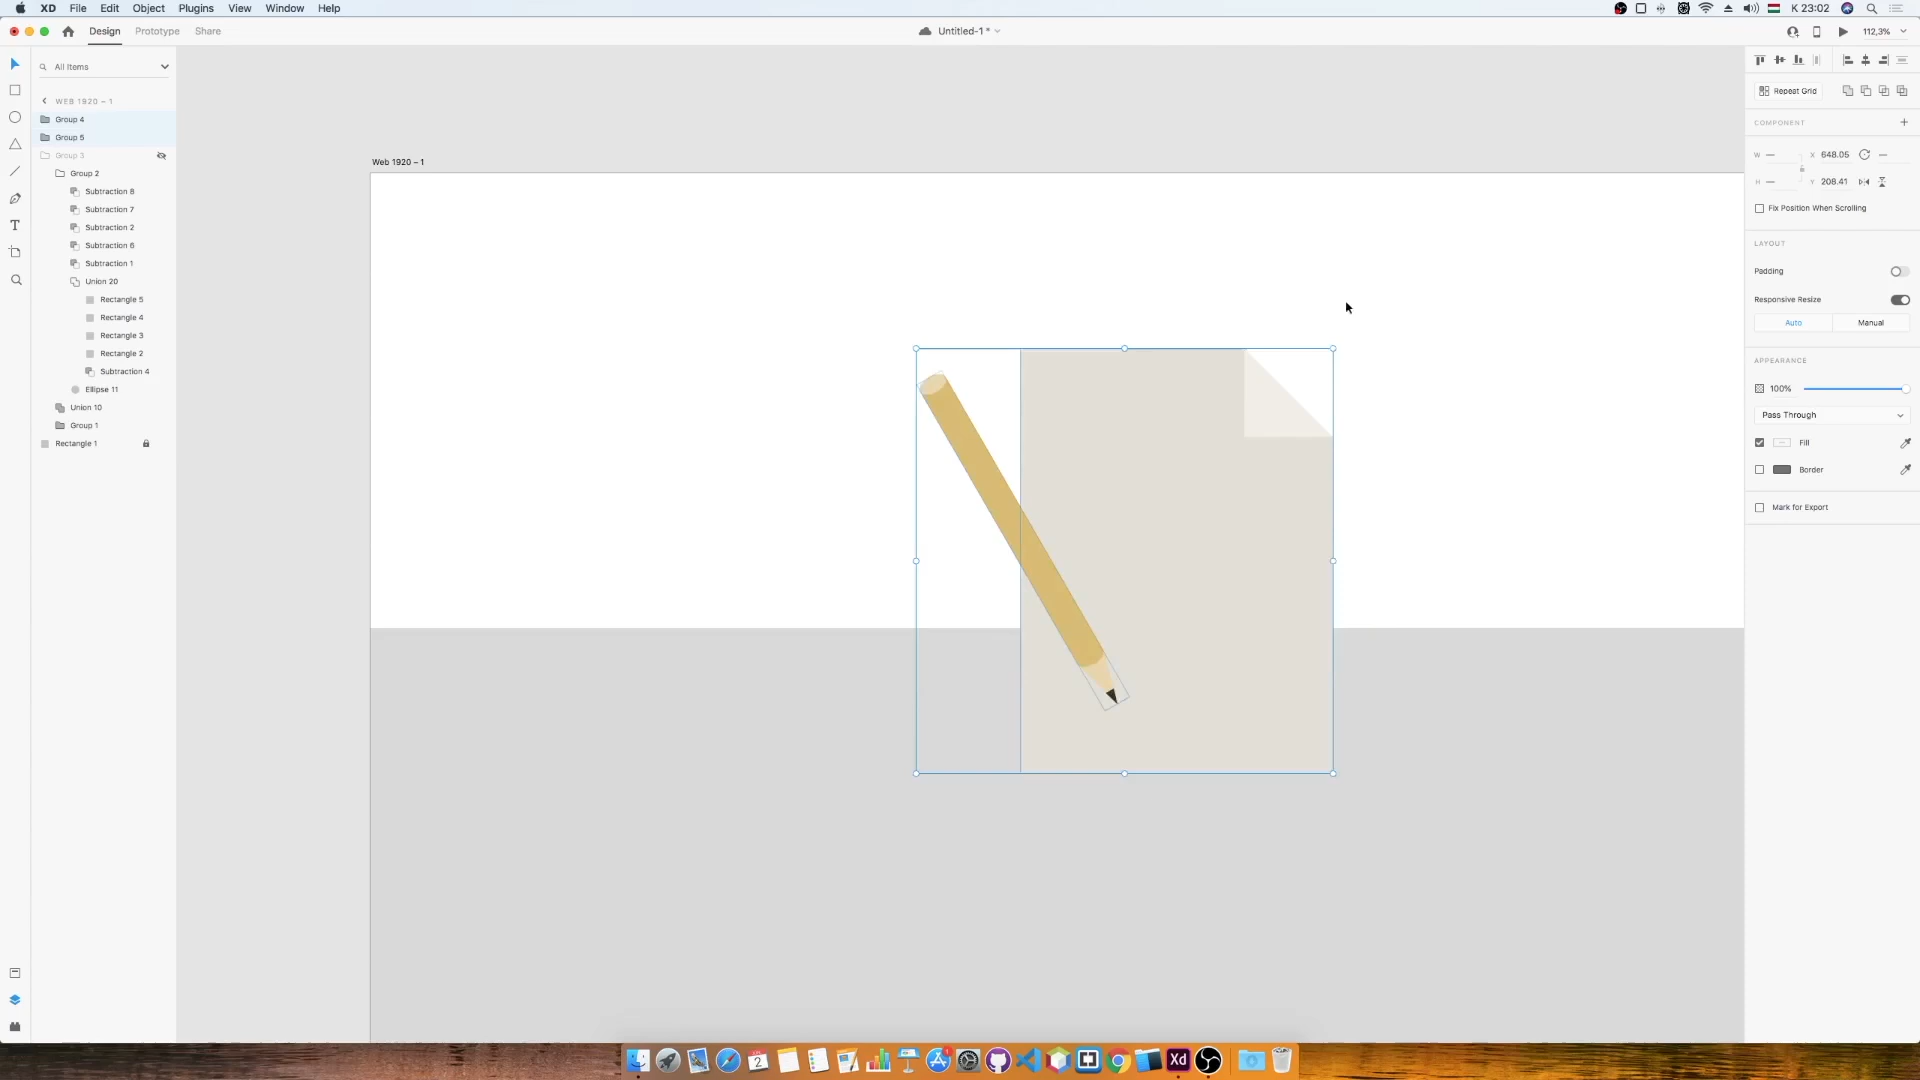 XD File Edit Object Plugins View Window Help
K 23:02
Design Prototype Share
Untitled-1 *
112,3%
All Items
WEB 1920 – 1
Group 4
Group 5
Group 3
Group 2
Subtraction 8
Subtraction 7
Subtraction 2
Subtraction 6
Subtraction 1
Union 20
Rectangle 5
Rectangle 4
Rectangle 3
Rectangle 2
Subtraction 4
Ellipse 11
Union 10
Group 1
Rectangle 1
Web 1920 – 1
Repeat Grid
COMPONENT
W — X 648.05 —
H — Y 208.41
Fix Position When Scrolling
LAYOUT
Padding
Responsive Resize
Auto Manual
APPEARANCE
100%
Pass Through
Fill
Border
Mark for Export
2
Xd